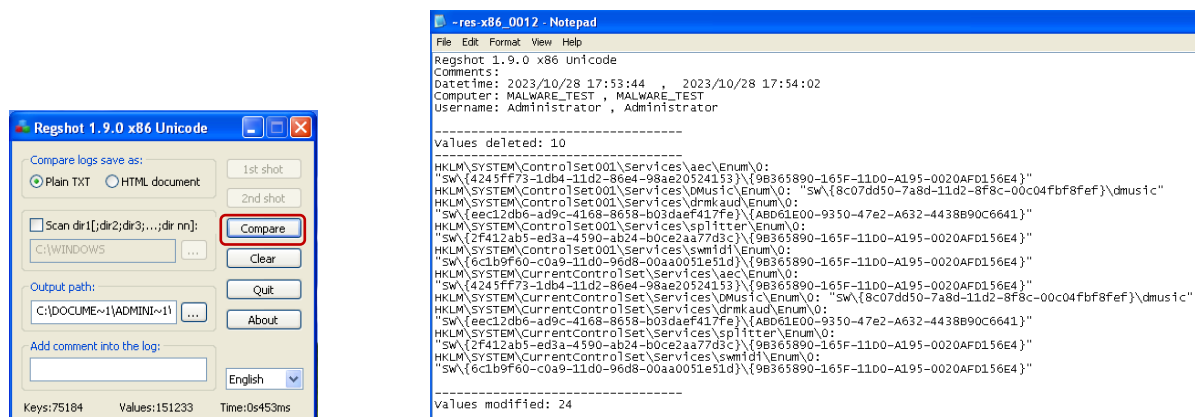 Regshot 1.9.0 x86 Unicode
Compare logs save as:
Plain TXT HTML document
1st shot
2nd shot
Scan dir1[;dir2;dir3;...;dir nn]:
C:\WINDOWS ...
Compare
Clear
Output path:
C:\DOCUME~1\ADMINI~1\ ...
Quit
About
Add comment into the log:
English
Keys:75184 Values:151233 Time:0s453ms
~res-x86_0012 - Notepad
File Edit Format View Help
Regshot 1.9.0 x86 Unicode
Comments:
Datetime: 2023/10/28 17:53:44 , 2023/10/28 17:54:02
Computer: MALWARE_TEST , MALWARE_TEST
Username: Administrator , Administrator
----------------------------------
Values deleted: 10
----------------------------------
HKLM\SYSTEM\ControlSet001\Services\aec\Enum\0:
"SW\{4245ff73-1db4-11d2-86e4-98ae20524153}\{9B365890-165F-11D0-A195-0020AFD156E4}"
HKLM\SYSTEM\ControlSet001\Services\DMusic\Enum\0: "SW\{8c07dd50-7a8d-11d2-8f8c-00c04fbf8fef}\dmusic"
HKLM\SYSTEM\ControlSet001\Services\drmkaud\Enum\0:
"SW\{eec12db6-ad9c-4168-8658-b03daef417fe}\{ABD61E00-9350-47e2-A632-4438B90C6641}"
HKLM\SYSTEM\ControlSet001\Services\splitter\Enum\0:
"SW\{2f412ab5-ed3a-4590-ab24-b0ce2aa77d3c}\{9B365890-165F-11D0-A195-0020AFD156E4}"
HKLM\SYSTEM\ControlSet001\Services\swmidi\Enum\0:
"SW\{6c1b9f60-c0a9-11d0-96d8-00aa0051e51d}\{9B365890-165F-11D0-A195-0020AFD156E4}"
HKLM\SYSTEM\CurrentControlSet\Services\aec\Enum\0:
"SW\{4245ff73-1db4-11d2-86e4-98ae20524153}\{9B365890-165F-11D0-A195-0020AFD156E4}"
HKLM\SYSTEM\CurrentControlSet\Services\DMusic\Enum\0: "SW\{8c07dd50-7a8d-11d2-8f8c-00c04fbf8fef}\dmusic"
HKLM\SYSTEM\CurrentControlSet\Services\drmkaud\Enum\0:
"SW\{eec12db6-ad9c-4168-8658-b03daef417fe}\{ABD61E00-9350-47e2-A632-4438B90C6641}"
HKLM\SYSTEM\CurrentControlSet\Services\splitter\Enum\0:
"SW\{2f412ab5-ed3a-4590-ab24-b0ce2aa77d3c}\{9B365890-165F-11D0-A195-0020AFD156E4}"
HKLM\SYSTEM\CurrentControlSet\Services\swmidi\Enum\0:
"SW\{6c1b9f60-c0a9-11d0-96d8-00aa0051e51d}\{9B365890-165F-11D0-A195-0020AFD156E4}"
----------------------------------
Values modified: 24